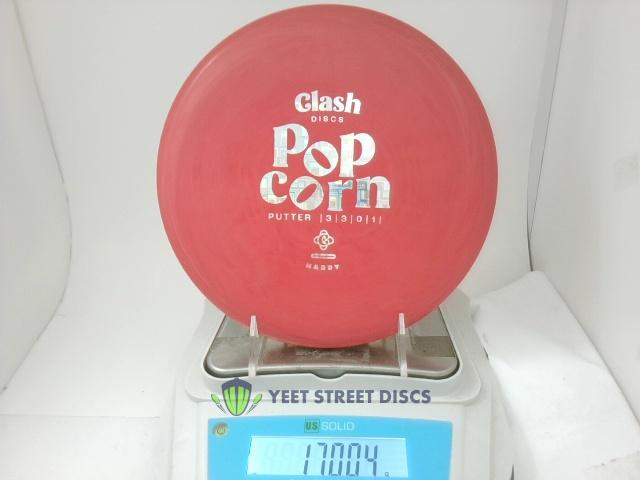 Clash
DISCS
Pop
corn
PUTTER |3|3|0|1|
HARDY
YEET STREET DISCS
US SOLID
170.04 g